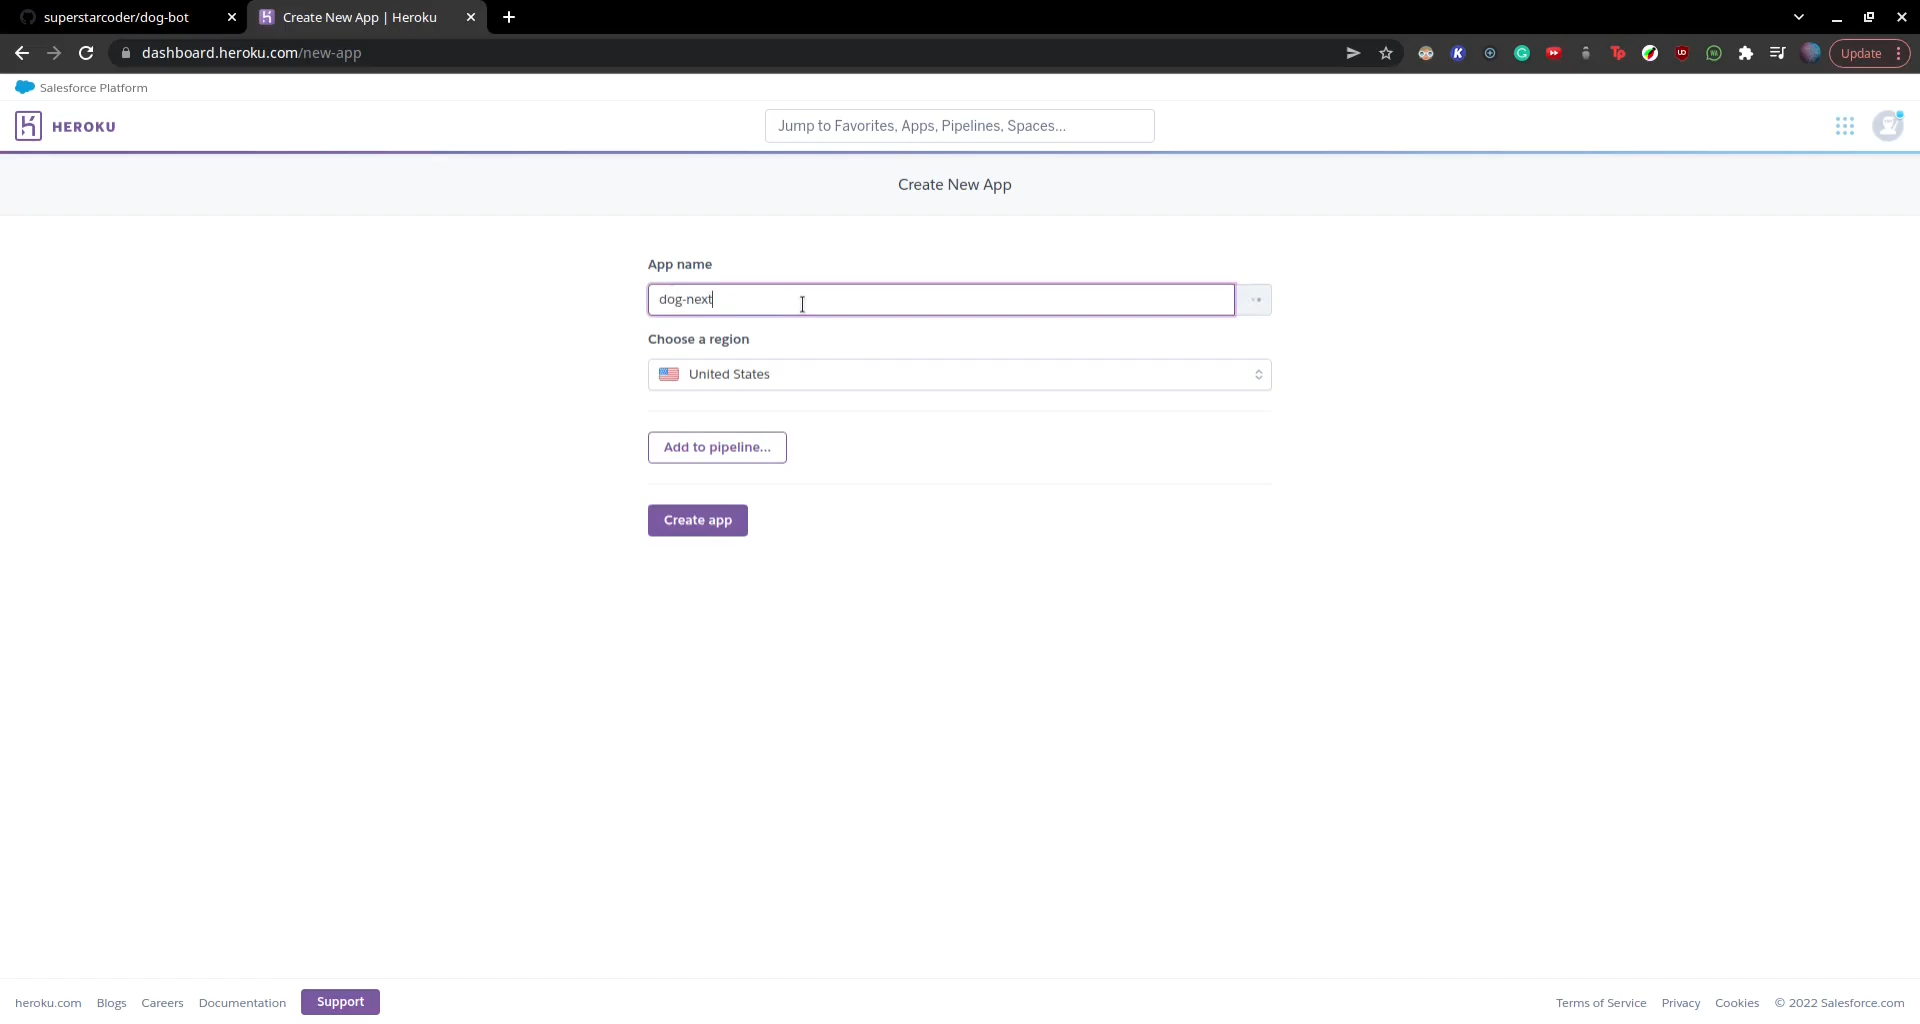 superstarcoder/dog-bot
Create New App | Heroku
dashboard.heroku.com/new-app
Update
Salesforce Platform
HEROKU
Jump to Favorites, Apps, Pipelines, Spaces...
Create New App
App name
dog-next
Choose a region
United States
Add to pipeline...
Create app
heroku.com Blogs Careers Documentation Support
Terms of Service Privacy Cookies © 2022 Salesforce.com